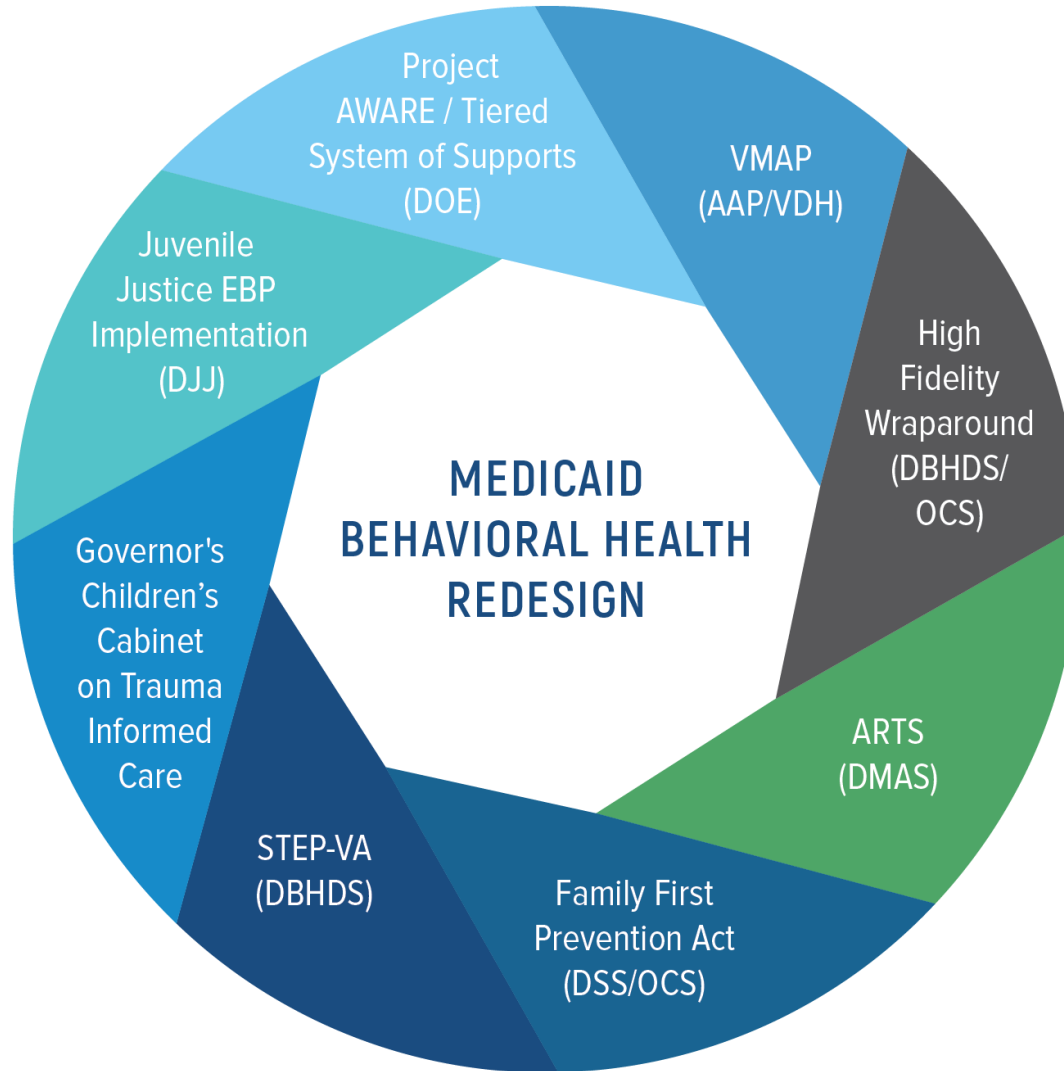 Project
AWARE / Tiered
System of Supports
(DOE)
VMAP
(AAP/VDH)
High
Fidelity
Wraparound
(DBHDS/
OCS)
ARTS
(DMAS)
Family First
Prevention Act
(DSS/OCS)
STEP-VA
(DBHDS)
Governor's
Children’s
Cabinet
on Trauma
Informed
Care
Juvenile
Justice EBP
Implementation
(DJJ)
MEDICAID
BEHAVIORAL HEALTH
REDESIGN